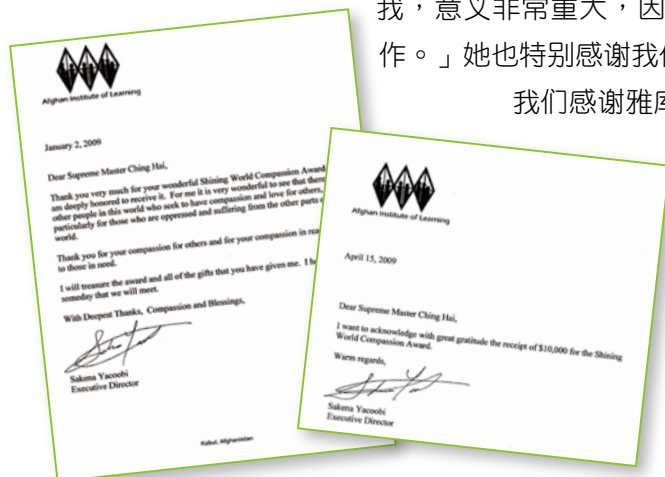 我，意义非常重大，因
作。」她也特别感谢我
我们感谢雅
Afghan Institute of Learning
January 2, 2009
Dear Supreme Master Ching Hai,
Thank you very much for your wonderful Shining World Compassion Award
am deeply honored to receive it. For me it is very wonderful to see that there
other people in this world who seek to have compassion and love for others,
particularly for those who are oppressed and suffering from the other parts
world.
Thank you for your compassion for others and for your compassion in
to those in need.
I will treasure the award and all of the gifts that you have given me. I
someday that we will meet.
With Deepest Thanks, Compassion and Blessings,
Sakena Yacoobi
Executive Director
Kabul, Afghanistan
Afghan Institute of Learning
April 15, 2009
Dear Supreme Master Ching Hai,
I want to acknowledge with great gratitude the receipt of $10,000 for the Shining
World Compassion Award.
Warm regards,
Sakena Yacoobi
Executive Director